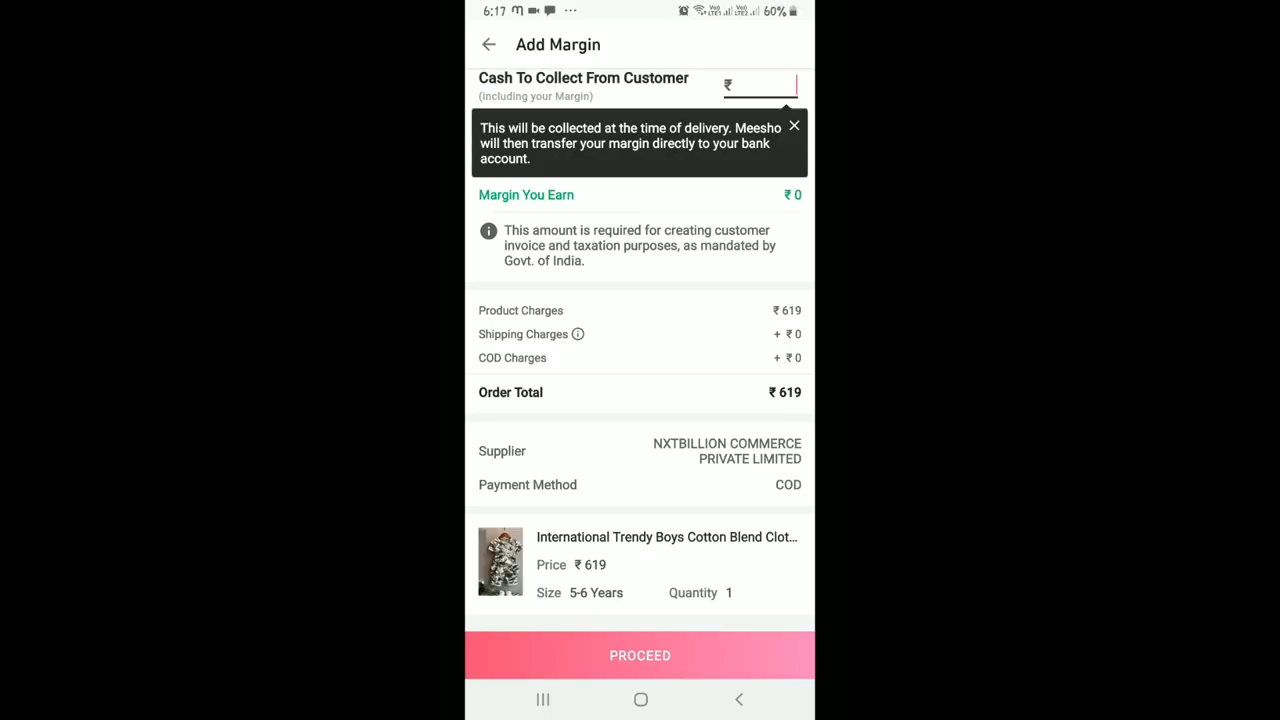 6:17 60%
Add Margin
Cash To Collect From Customer
(including your Margin)
₹
This will be collected at the time of delivery. Meesho
will then transfer your margin directly to your bank
account.
Margin You Earn ₹ 0
This amount is required for creating customer
invoice and taxation purposes, as mandated by
Govt. of India.
Product Charges ₹ 619
Shipping Charges + ₹ 0
COD Charges + ₹ 0
Order Total ₹ 619
Supplier NXTBILLION COMMERCE
PRIVATE LIMITED
Payment Method COD
International Trendy Boys Cotton Blend Clot...
Price ₹ 619
Size 5-6 Years Quantity 1
PROCEED